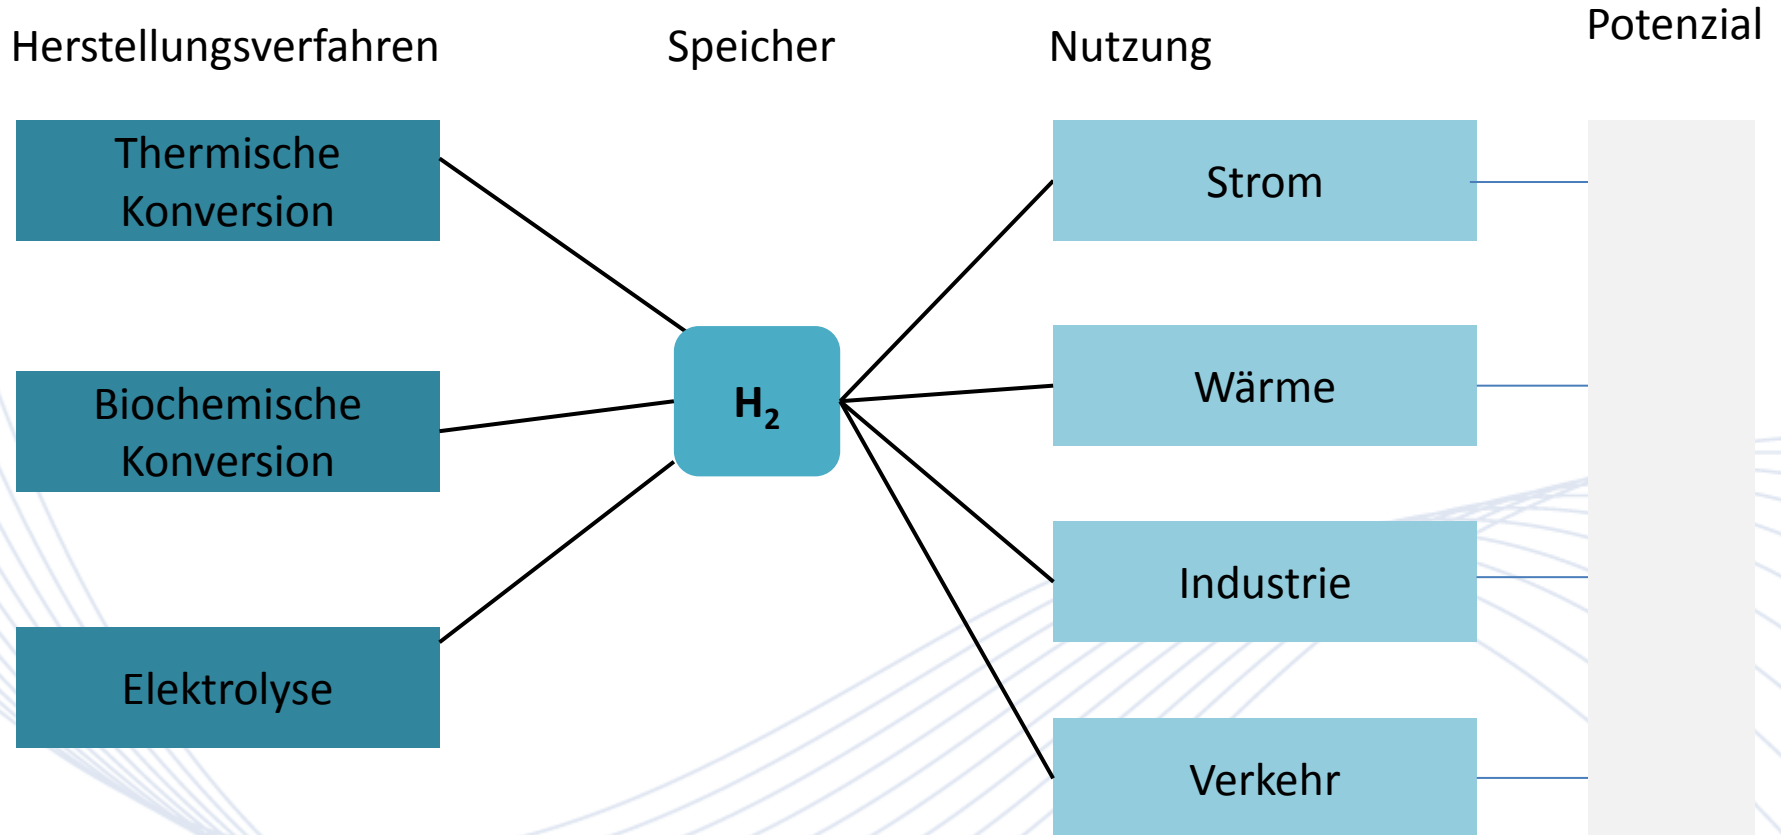 Herstellungsverfahren
Speicher
Nutzung
Potenzial
Thermische
Konversion
Biochemische
Konversion
Elektrolyse
H₂
Strom
Wärme
Industrie
Verkehr